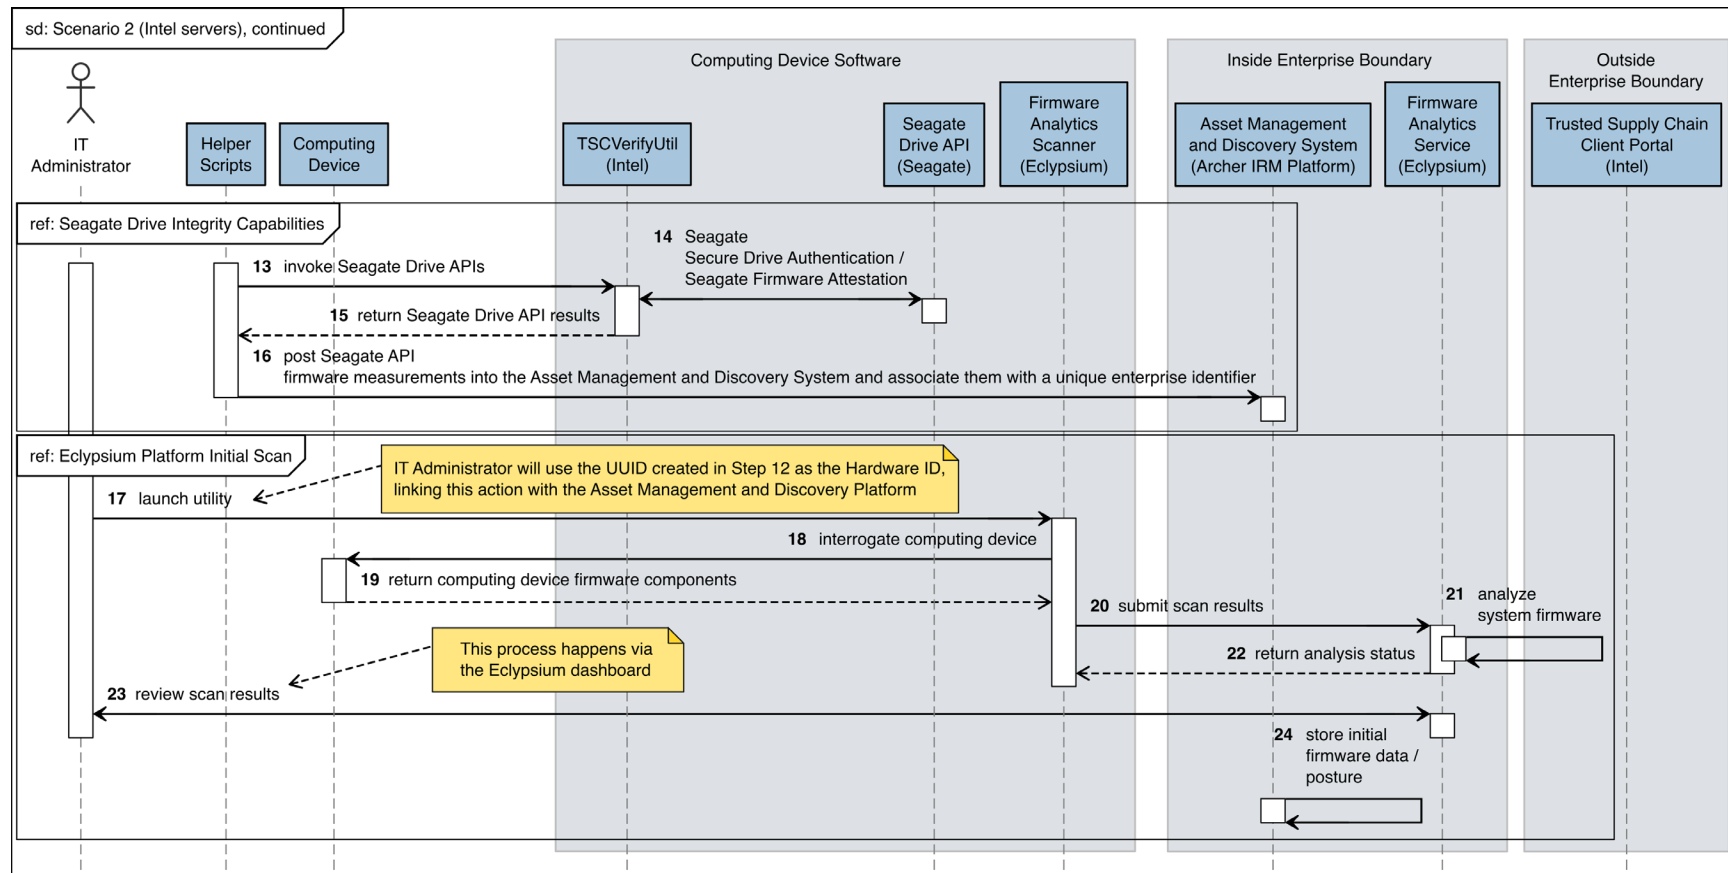 sd: Scenario 2 (Intel servers), continued
Computing Device Software
Inside Enterprise Boundary
Outside
Enterprise Boundary
IT
Administrator
Helper
Scripts
Computing
Device
TSCVerifyUtil
(Intel)
Seagate
Drive API
(Seagate)
Firmware
Analytics
Scanner
(Eclypsium)
Asset Management
and Discovery System
(Archer IRM Platform)
Firmware
Analytics
Service
(Eclypsium)
Trusted Supply Chain
Client Portal
(Intel)
ref: Seagate Drive Integrity Capabilities
13 invoke Seagate Drive APIs
14 Seagate
Secure Drive Authentication /
Seagate Firmware Attestation
15 return Seagate Drive API results
16 post Seagate API
firmware measurements into the Asset Management and Discovery System and associate them with a unique enterprise identifier
ref: Eclypsium Platform Initial Scan
IT Administrator will use the UUID created in Step 12 as the Hardware ID,
linking this action with the Asset Management and Discovery Platform
17 launch utility
18 interrogate computing device
19 return computing device firmware components
20 submit scan results
21 analyze
system firmware
22 return analysis status
This process happens via
the Eclypsium dashboard
23 review scan results
24 store initial
firmware data /
posture